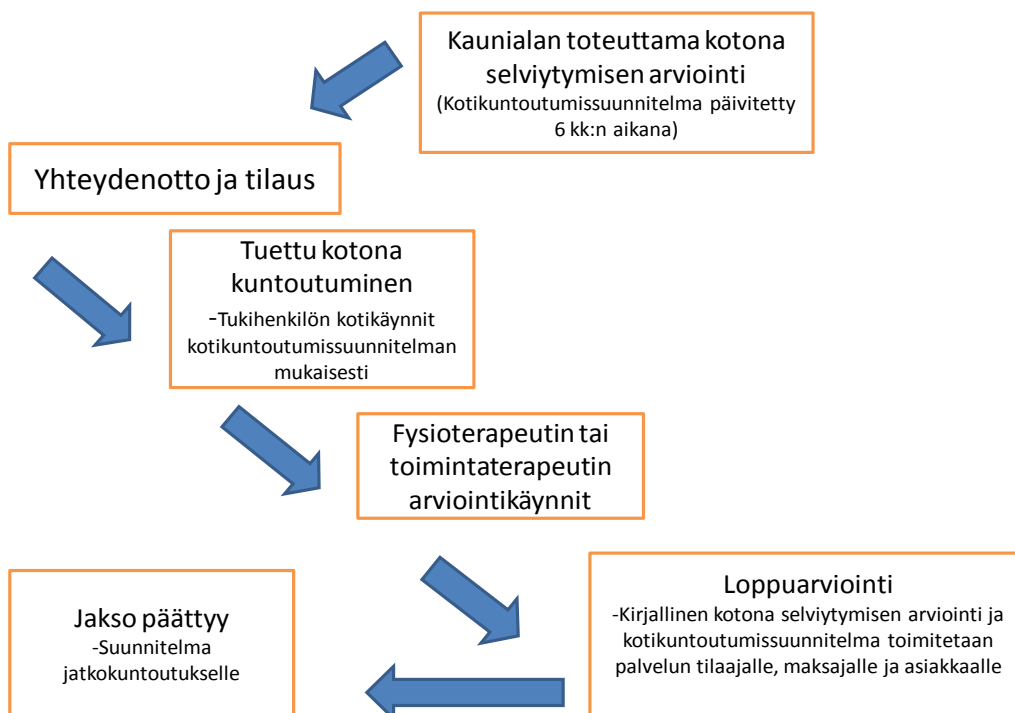 Kaunialan toteuttama kotona
selviytymisen arviointi
(Kotikuntoutumissuunnitelma päivitetty
6 kk:n aikana)
Yhteydenotto ja tilaus
Tuettu kotona
kuntoutuminen
-Tukihenkilön kotikäynnit
kotikuntoutumissuunnitelman
mukaisesti
Fysioterapeutin tai
toimintaterapeutin
arviointikäynnit
Loppuarviointi
-Kirjallinen kotona selviytymisen arviointi ja
kotikuntoutumissuunnitelma toimitetaan
palvelun tilaajalle, maksajalle ja asiakkaalle
Jakso päättyy
-Suunnitelma
jatkokuntoutukselle